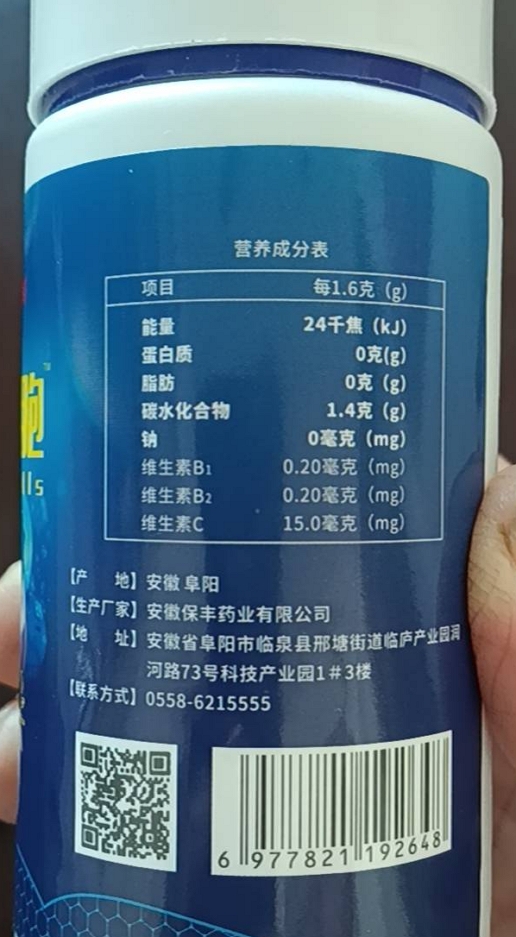 营养成分表
项目 每1.6克（g）
能量 24千焦（kJ）
蛋白质 0克(g)
脂肪 0克（g）
碳水化合物 1.4克（g）
钠 0毫克（mg）
维生素B1 0.20毫克（mg）
维生素B2 0.20毫克（mg）
维生素C 15.0毫克（mg）
胞
lls
【产 地】安徽 阜阳
【生产厂家】安徽保丰药业有限公司
【地 址】安徽省阜阳市临泉县邢塘街道临庐产业园润
河路73号科技产业园1#3楼
【联系方式】0558-6215555
6 977821 192648